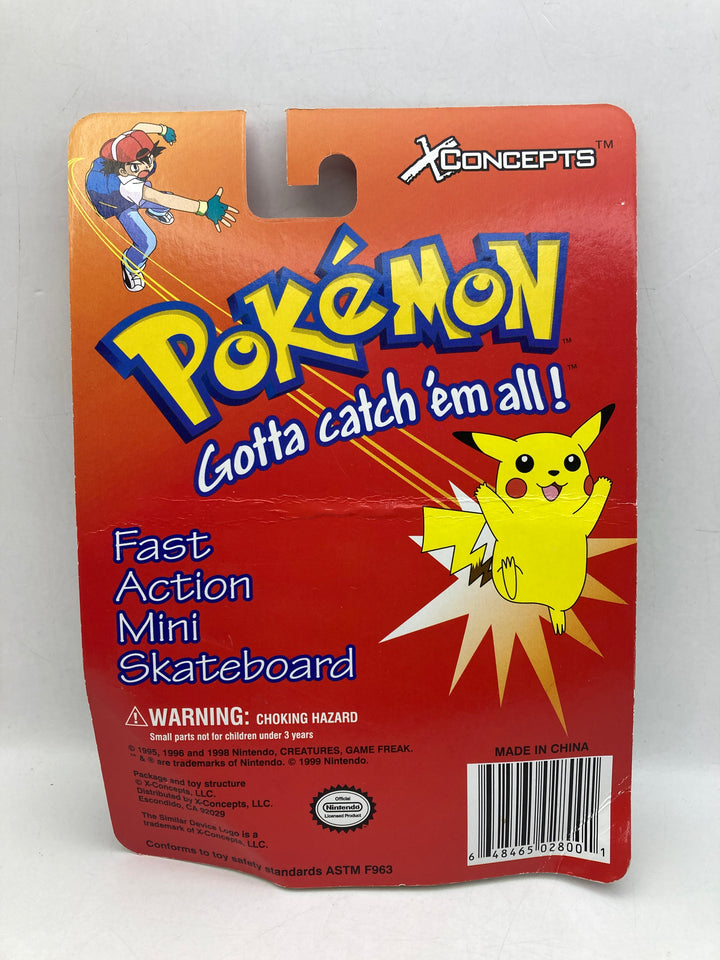 XCONCEPTS™
POKéMON™
Gotta catch 'em all!™
Fast
Action
Mini
Skateboard
⚠WARNING: CHOKING HAZARD
Small parts not for children under 3 years
© 1995, 1996 and 1998 Nintendo, CREATURES, GAME FREAK.
™ & ® are trademarks of Nintendo. © 1999 Nintendo.
Package and toy structure
© X-Concepts, LLC.
Distributed by X-Concepts, LLC.
Escondido, CA 92029
The Similar Device Logo is a
trademark of X-Concepts, LLC.
Conforms to toy safety standards ASTM F963
Official
Nintendo
Licensed Product
MADE IN CHINA
6 48465 02800 1